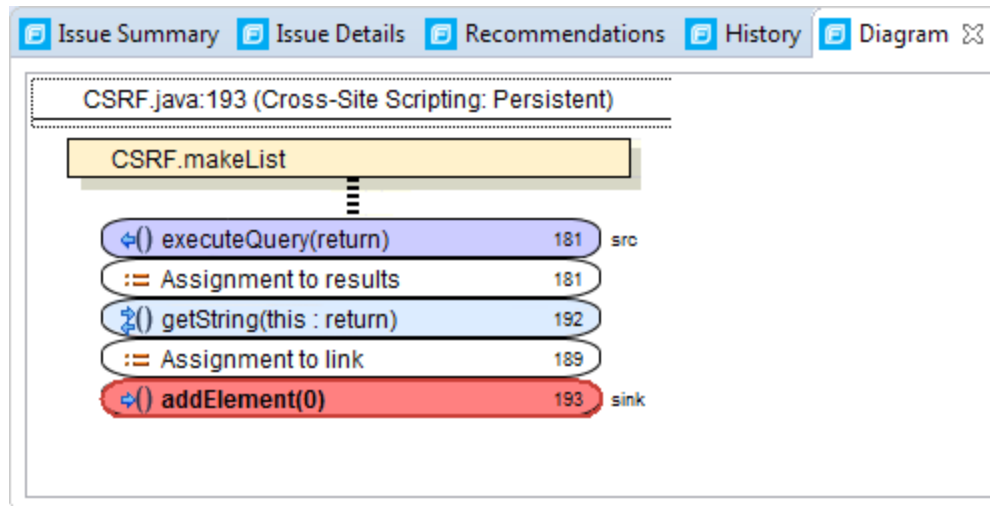 Issue Summary Issue Details Recommendations History Diagram
CSRF.java:193 (Cross-Site Scripting: Persistent)
CSRF.makeList
() executeQuery(return) 181 src
:= Assignment to results 181
() getString(this : return) 192
:= Assignment to link 189
() addElement(0) 193 sink